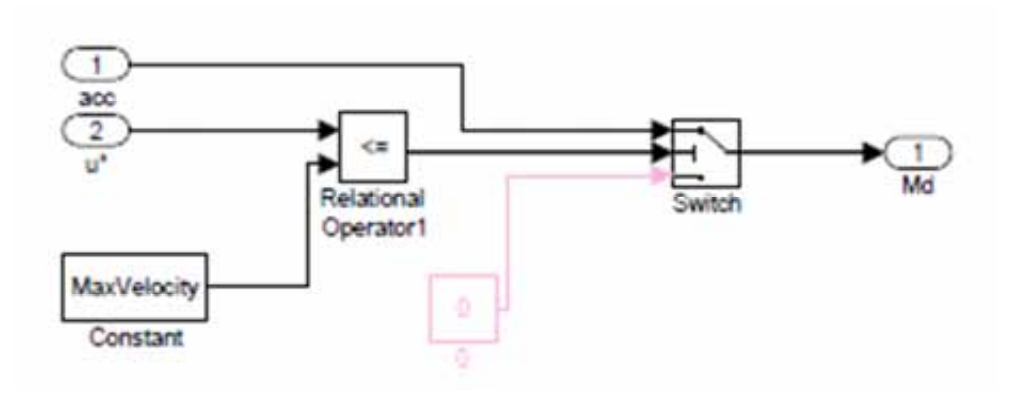 1
acc
2
u*
<=
Relational
Operator1
MaxVelocity
Constant
0
0
Switch
1
Md